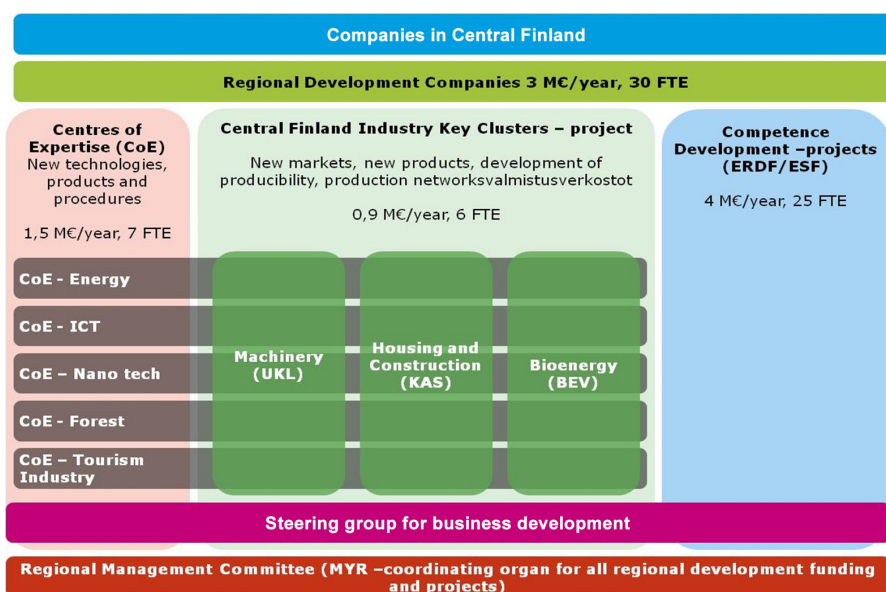 Companies in Central Finland
Regional Development Companies 3 M€/year, 30 FTE
Centres of
Expertise (CoE)
New technologies,
products and
procedures
1,5 M€/year, 7 FTE
Central Finland Industry Key Clusters – project
New markets, new products, development of
producibility, production networksvalmistusverkostot
0,9 M€/year, 6 FTE
Competence
Development –projects
(ERDF/ESF)
4 M€/year, 25 FTE
CoE - Energy
CoE - ICT
CoE – Nano tech
CoE - Forest
CoE – Tourism
Industry
Machinery
(UKL)
Housing and
Construction
(KAS)
Bioenergy
(BEV)
Steering group for business development
Regional Management Committee (MYR –coordinating organ for all regional development funding
and projects)